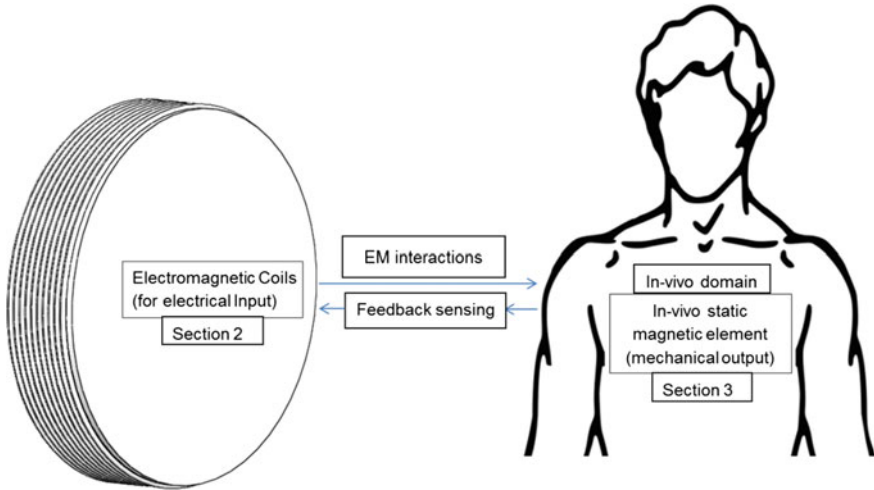 Electromagnetic Coils
(for electrical Input)
Section 2
EM interactions
Feedback sensing
In-vivo domain
In-vivo static
magnetic element
(mechanical output)
Section 3